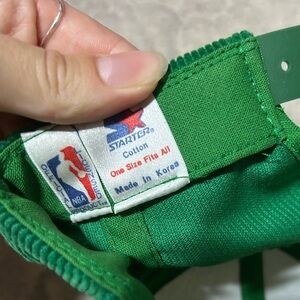 NBA
STARTER®
Cotton
One Size Fits All
Made In Korea